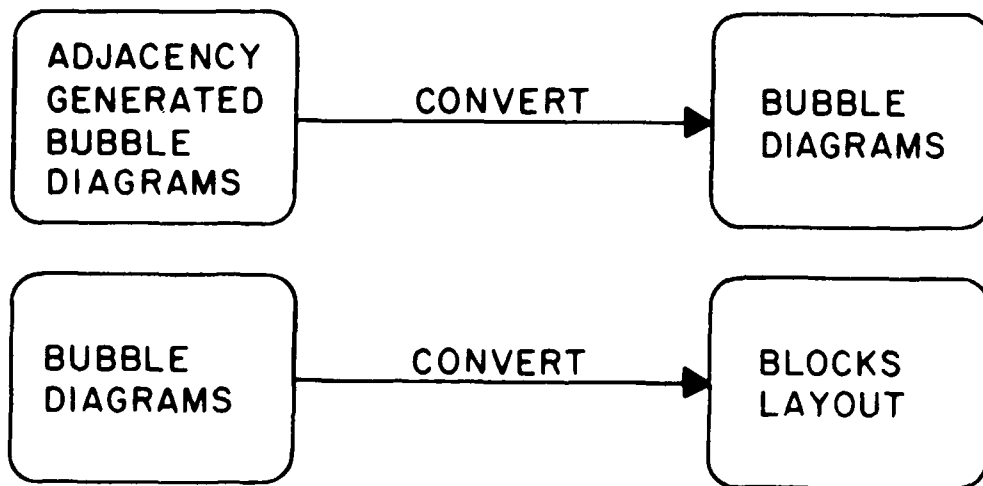 ADJACENCY
GENERATED
BUBBLE
DIAGRAMS
CONVERT
BUBBLE
DIAGRAMS
BUBBLE
DIAGRAMS
CONVERT
BLOCKS
LAYOUT